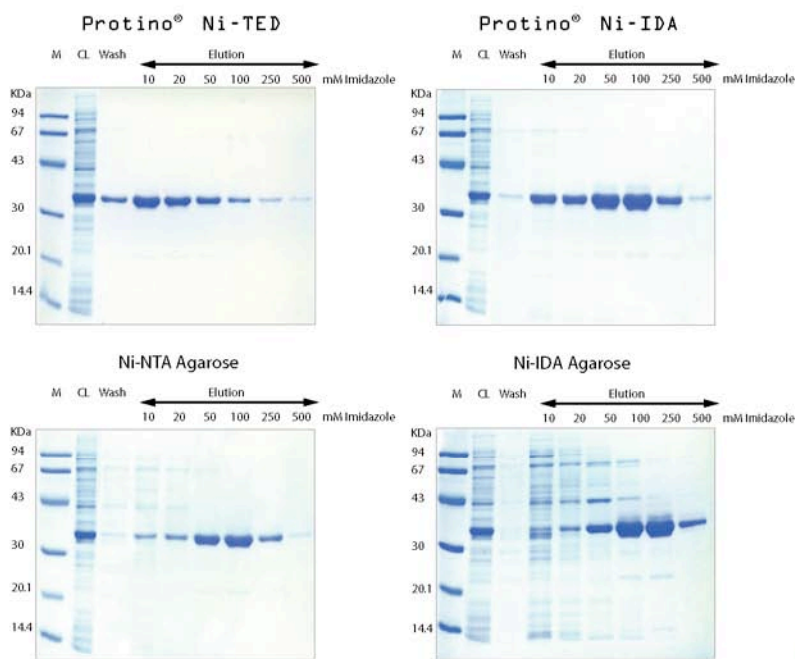 Protino® Ni-TED
M CL Wash Elution
10 20 50 100 250 500 mM Imidazole
KDa
94
67
43
30
20.1
14.4
Protino® Ni-IDA
M CL Wash Elution
10 20 50 100 250 500 mM Imidazole
KDa
94
67
43
30
20.1
14.4
Ni-NTA Agarose
M CL Wash Elution
10 20 50 100 250 500 mM Imidazole
KDa
94
67
43
30
20.1
14.4
Ni-IDA Agarose
M CL Wash Elution
10 20 50 100 250 500 mM Imidazole
KDa
94
67
43
30
20.1
14.4